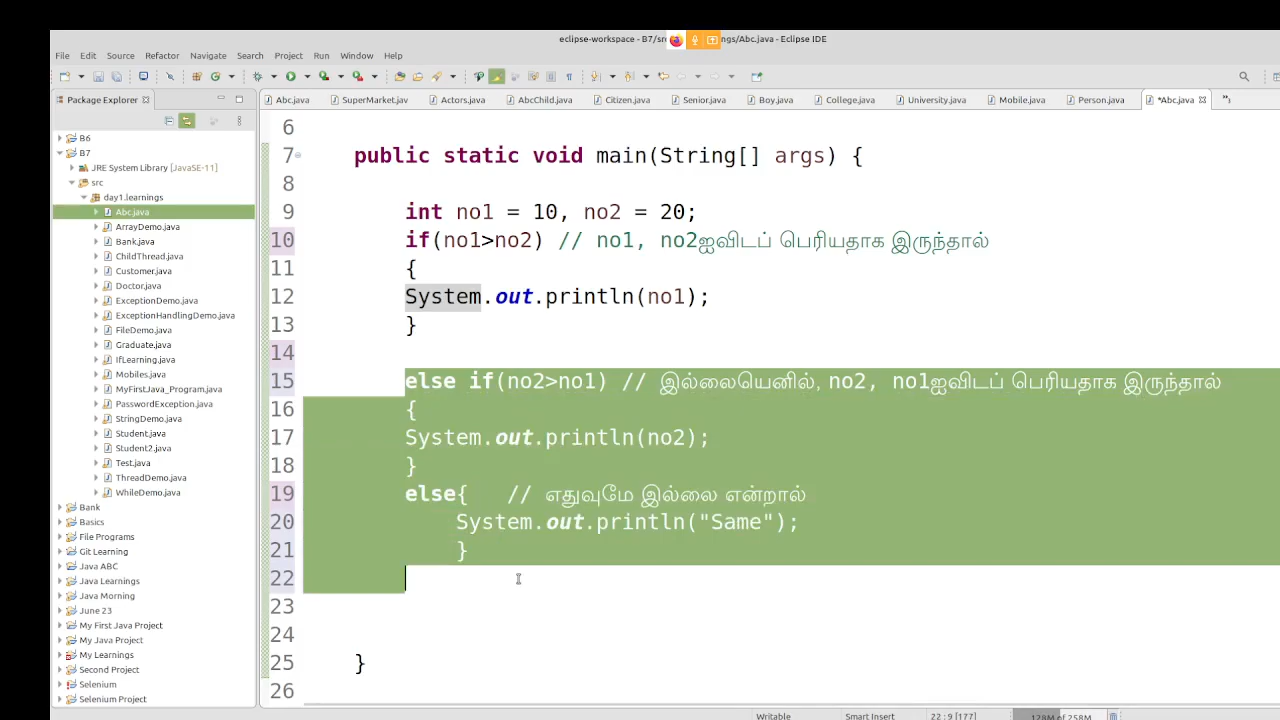 eclipse-workspace - B7/sr ngs/Abc.java - Eclipse IDE
File Edit Source Refactor Navigate Search Project Run Window Help
Package Explorer
Abc.java SuperMarket.jav Actors.java AbcChild.java Citizen.java Senior.java Boy.java College.java University.java Mobile.java Person.java *Abc.java
B6
B7
JRE System Library [JavaSE-11]
src
day1.learnings
Abc.java
ArrayDemo.java
Bank.java
ChildThread.java
Customer.java
Doctor.java
ExceptionDemo.java
ExceptionHandlingDemo.java
FileDemo.java
Graduate.java
IfLearning.java
Mobiles.java
MyFirstJava_Program.java
PasswordException.java
StringDemo.java
Student.java
Student2.java
Test.java
ThreadDemo.java
WhileDemo.java
Bank
Basics
File Programs
Git Learning
Java ABC
Java Learnings
Java Morning
June 23
My First Java Project
My Java Project
My Learnings
Second Project
Selenium
Selenium Project
6
7 public static void main(String[] args) {
8
9 int no1 = 10, no2 = 20;
10 if(no1>no2) // no1, no2ஐவிடப் பெரியதாக இருந்தால்
11 {
12 System.out.println(no1);
13 }
14
15 else if(no2>no1) // இல்லையெனில், no2, no1ஐவிடப் பெரியதாக இருந்தால்
16 {
17 System.out.println(no2);
18 }
19 else{ // எதுவுமே இல்லை என்றால்
20 System.out.println("Same");
21 }
22
23
24
25 }
26
Writable Smart Insert 22 : 9 [177] 128M of 258M